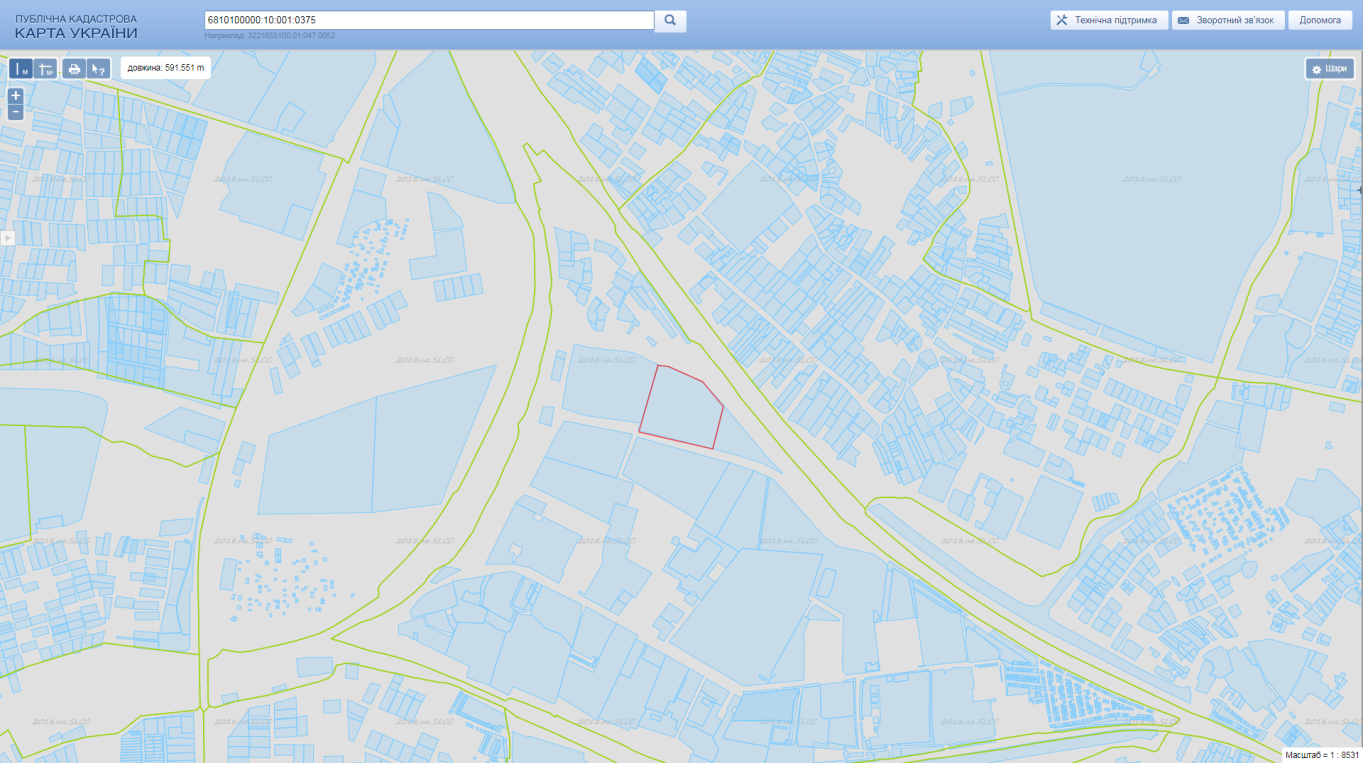 ПУБЛІЧНА КАДАСТРОВА
КАРТА УКРАЇНИ
6810100000:10:001:0375
Наприклад: 3221655100:01:047:0052
Технічна підтримка
Зворотний зв'язок
Допомога
М
М²
?
довжина: 591.551 m
Шари
+
-
Масштаб = 1 : 8531